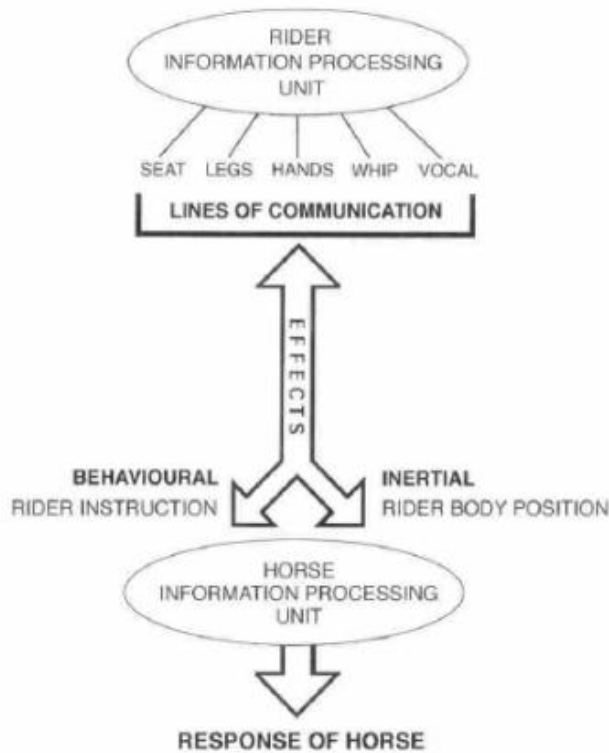 RIDER
INFORMATION PROCESSING
UNIT
SEAT LEGS HANDS WHIP VOCAL
LINES OF COMMUNICATION
EFFECTS
BEHAVIOURAL
RIDER INSTRUCTION
INERTIAL
RIDER BODY POSITION
HORSE
INFORMATION PROCESSING
UNIT
RESPONSE OF HORSE